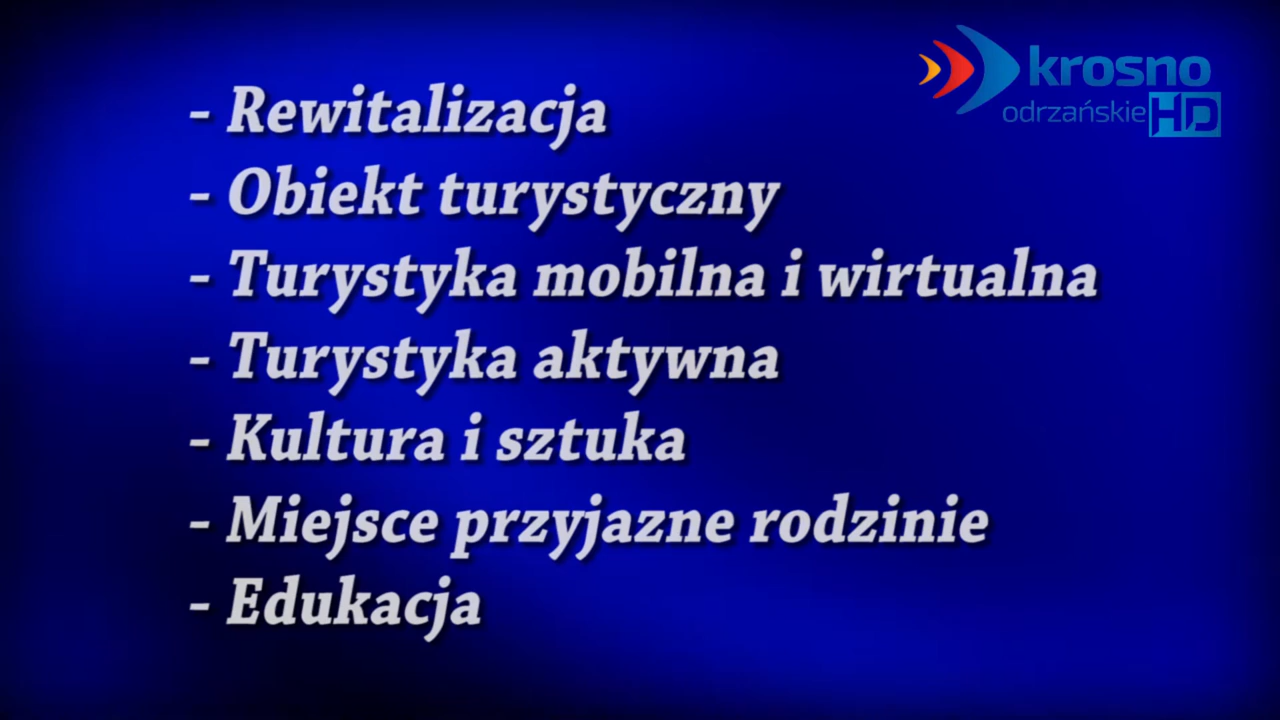 krosno
odrzańskie HD
- Rewitalizacja
- Obiekt turystyczny
- Turystyka mobilna i wirtualna
- Turystyka aktywna
- Kultura i sztuka
- Miejsce przyjazne rodzinie
- Edukacja